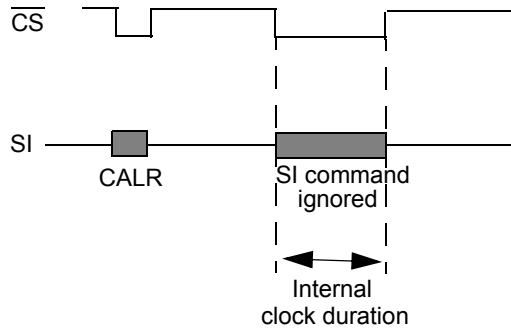 CS
SI
CALR
SI command
ignored
Internal
clock duration